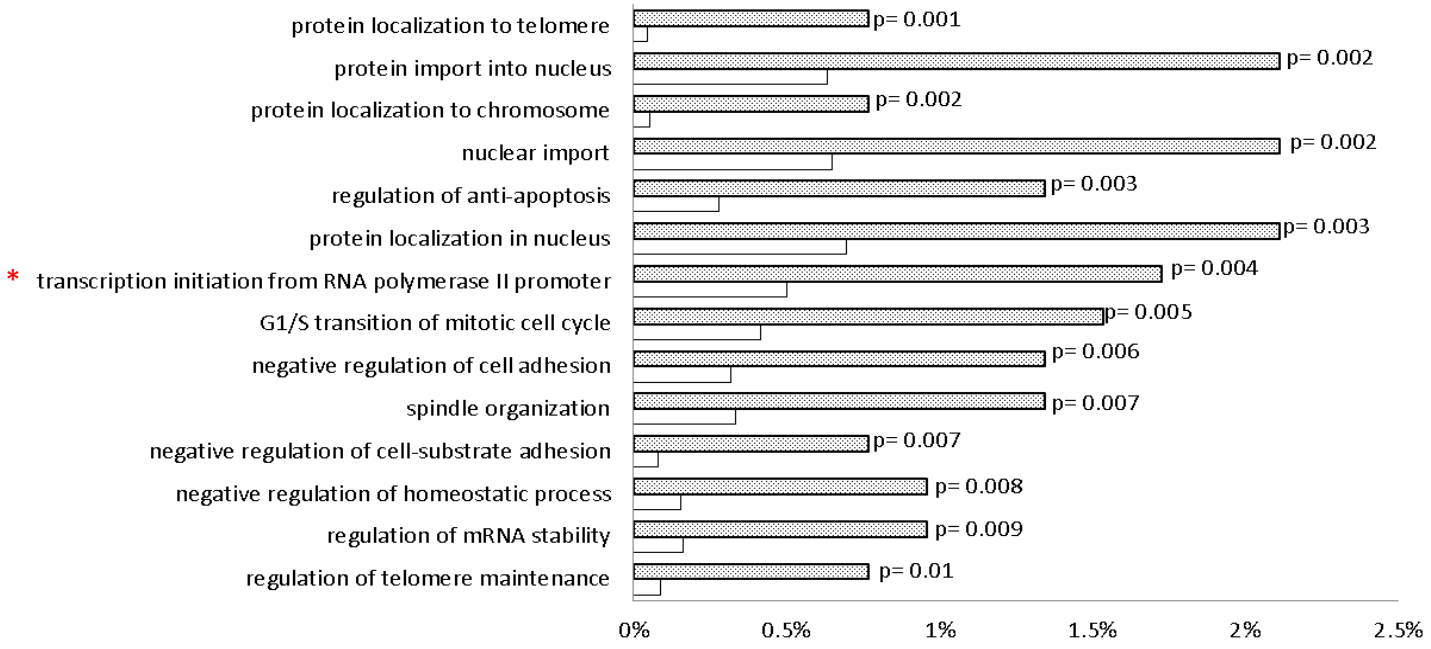 protein localization to telomere p= 0.001
protein import into nucleus p= 0.002
protein localization to chromosome p= 0.002
nuclear import p= 0.002
regulation of anti-apoptosis p= 0.003
protein localization in nucleus p= 0.003
* transcription initiation from RNA polymerase II promoter p= 0.004
G1/S transition of mitotic cell cycle p= 0.005
negative regulation of cell adhesion p= 0.006
spindle organization p= 0.007
negative regulation of cell-substrate adhesion p= 0.007
negative regulation of homeostatic process p= 0.008
regulation of mRNA stability p= 0.009
regulation of telomere maintenance p= 0.01
0% 0.5% 1% 1.5% 2% 2.5%